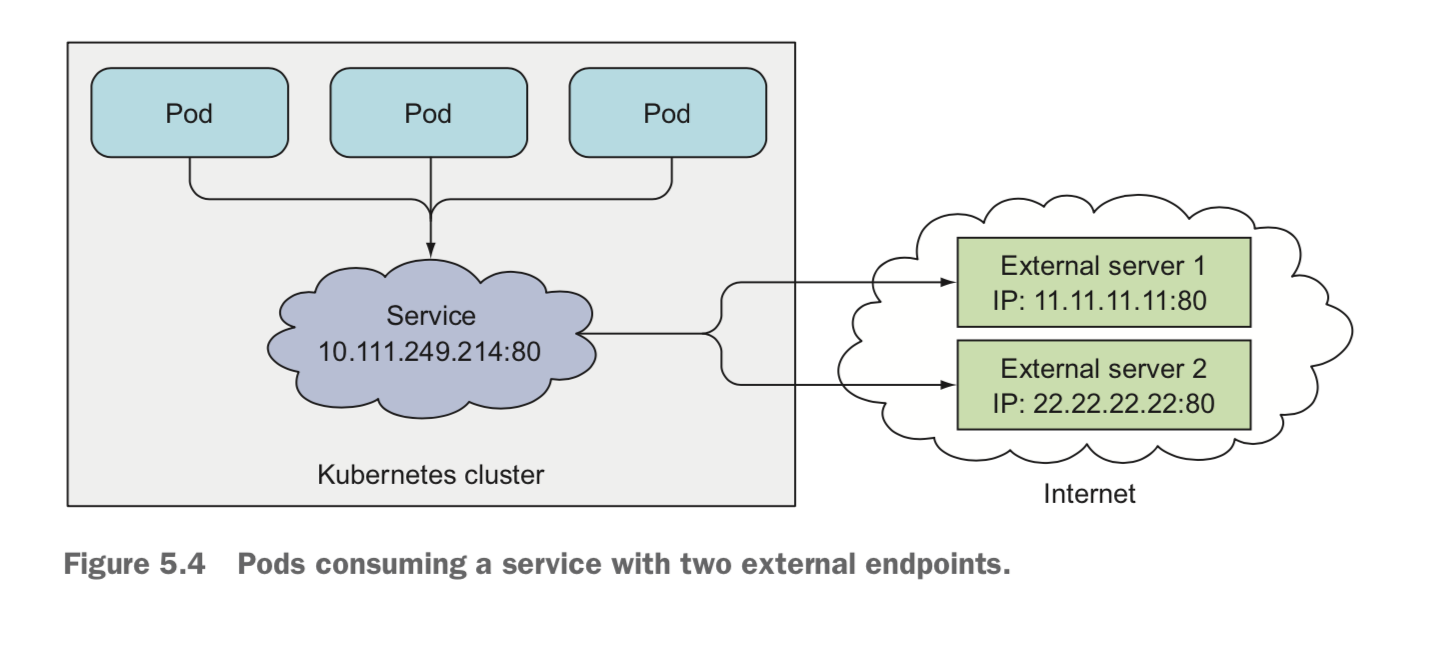 Pod
Pod
Pod
Service
10.111.249.214:80
Kubernetes cluster
External server 1
IP: 11.11.11.11:80
External server 2
IP: 22.22.22.22:80
Internet
Figure 5.4 Pods consuming a service with two external endpoints.